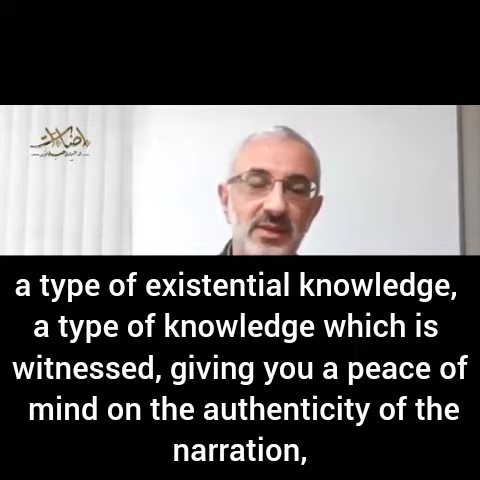 إضاءات
a type of existential knowledge,
a type of knowledge which is
witnessed, giving you a peace of
mind on the authenticity of the
narration,